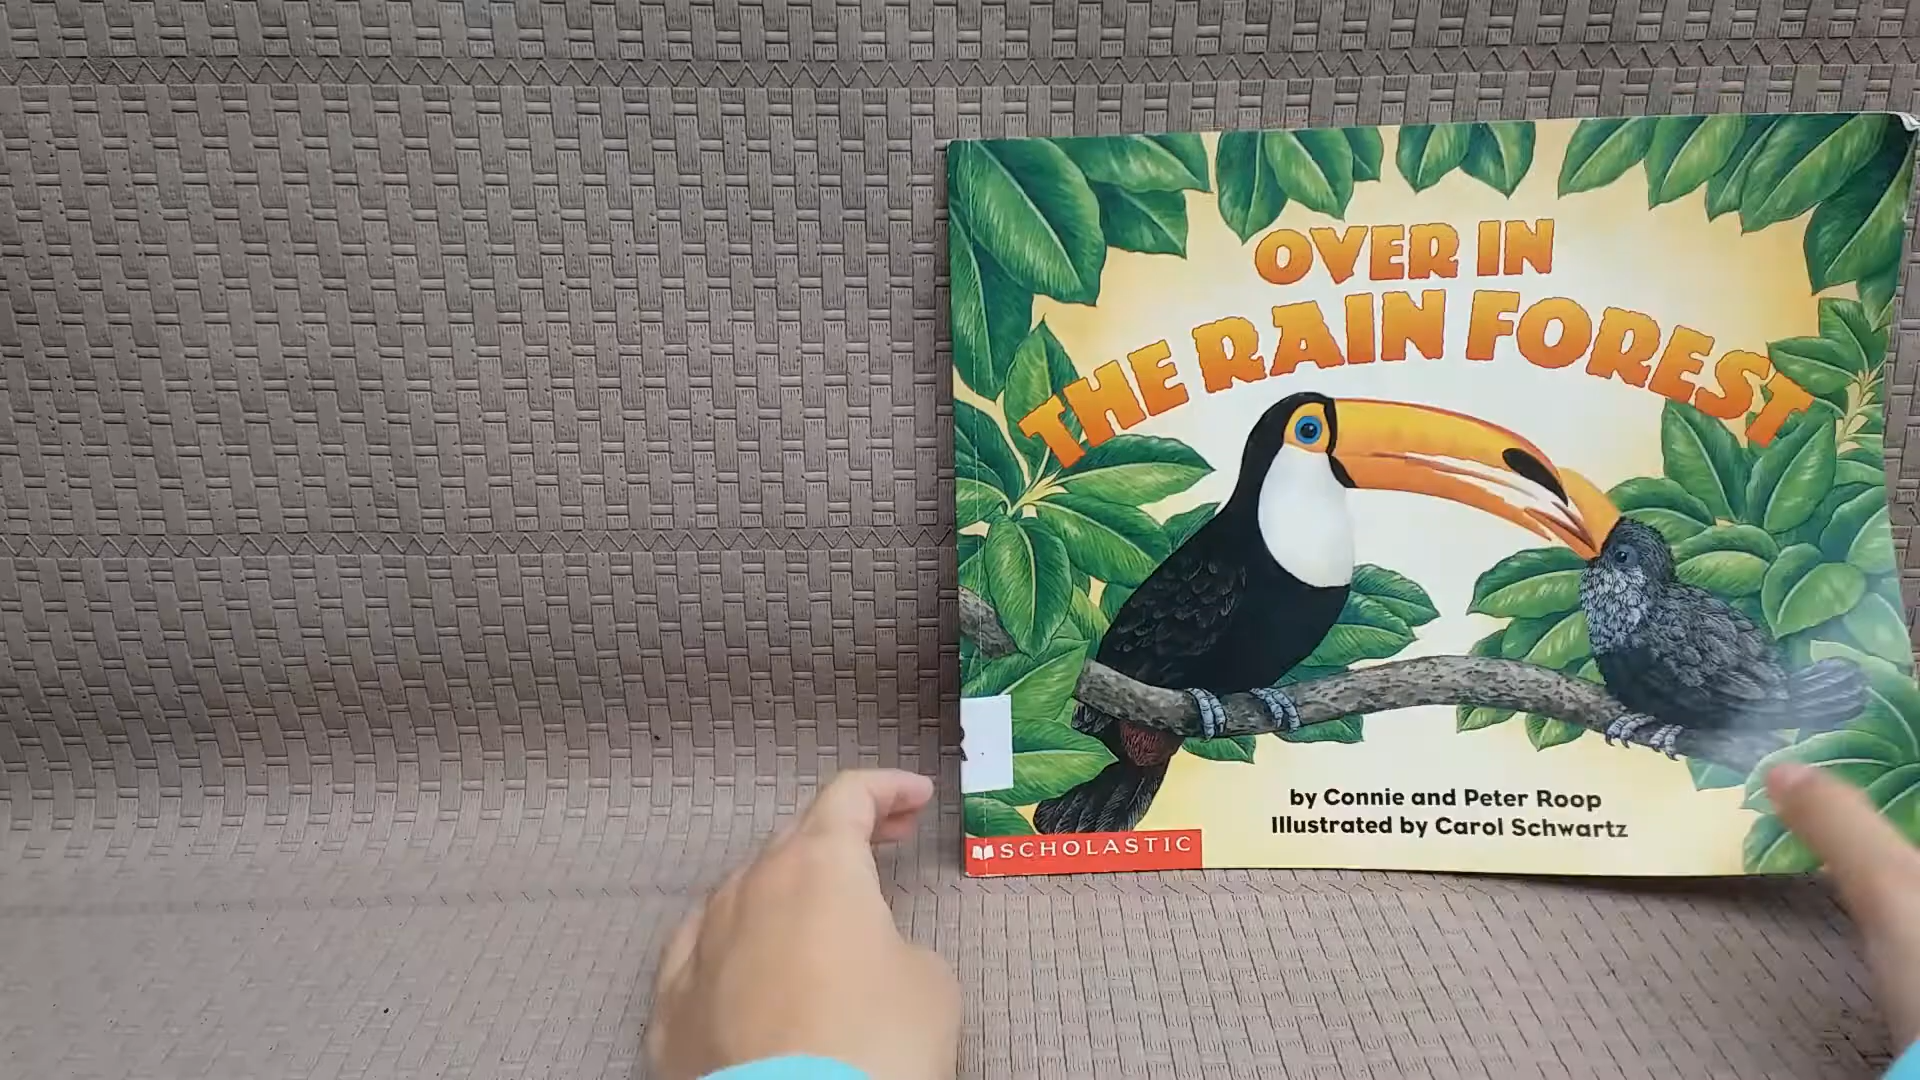 OVER IN
THE RAIN FOREST
by Connie and Peter Roop
Illustrated by Carol Schwartz
SCHOLASTIC